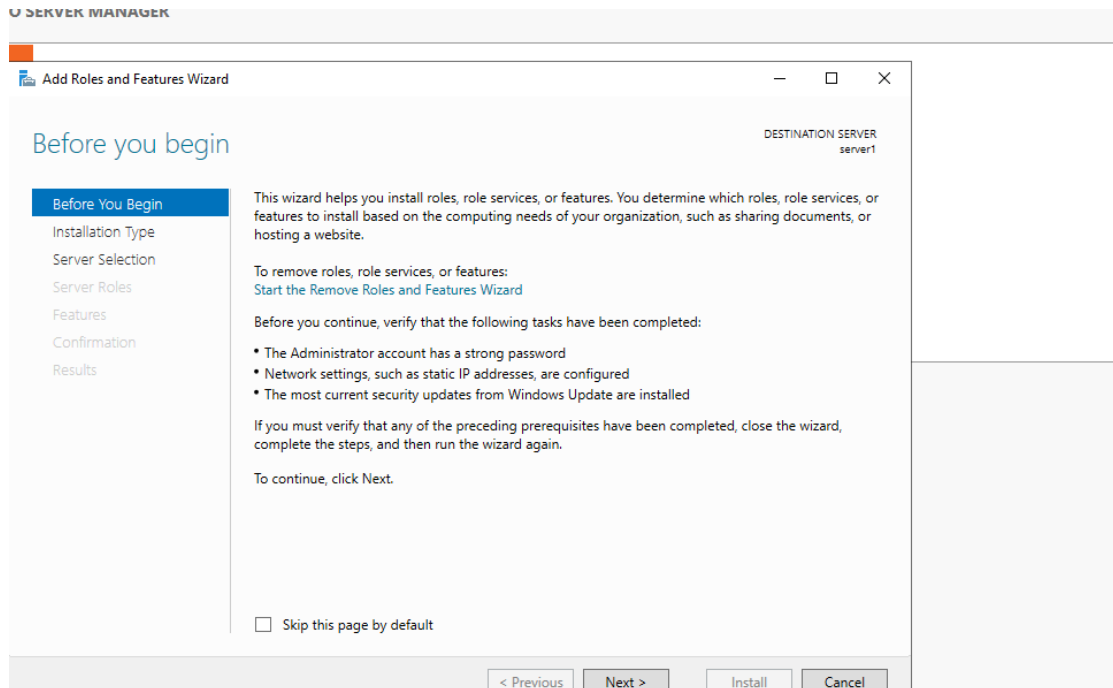 O SERVER MANAGER
Add Roles and Features Wizard
Before you begin
DESTINATION SERVER
server1
Before You Begin
Installation Type
Server Selection
Server Roles
Features
Confirmation
Results
This wizard helps you install roles, role services, or features. You determine which roles, role services, or
features to install based on the computing needs of your organization, such as sharing documents, or
hosting a website.
To remove roles, role services, or features:
Start the Remove Roles and Features Wizard
Before you continue, verify that the following tasks have been completed:
• The Administrator account has a strong password
• Network settings, such as static IP addresses, are configured
• The most current security updates from Windows Update are installed
If you must verify that any of the preceding prerequisites have been completed, close the wizard,
complete the steps, and then run the wizard again.
To continue, click Next.
Skip this page by default
< Previous Next > Install Cancel